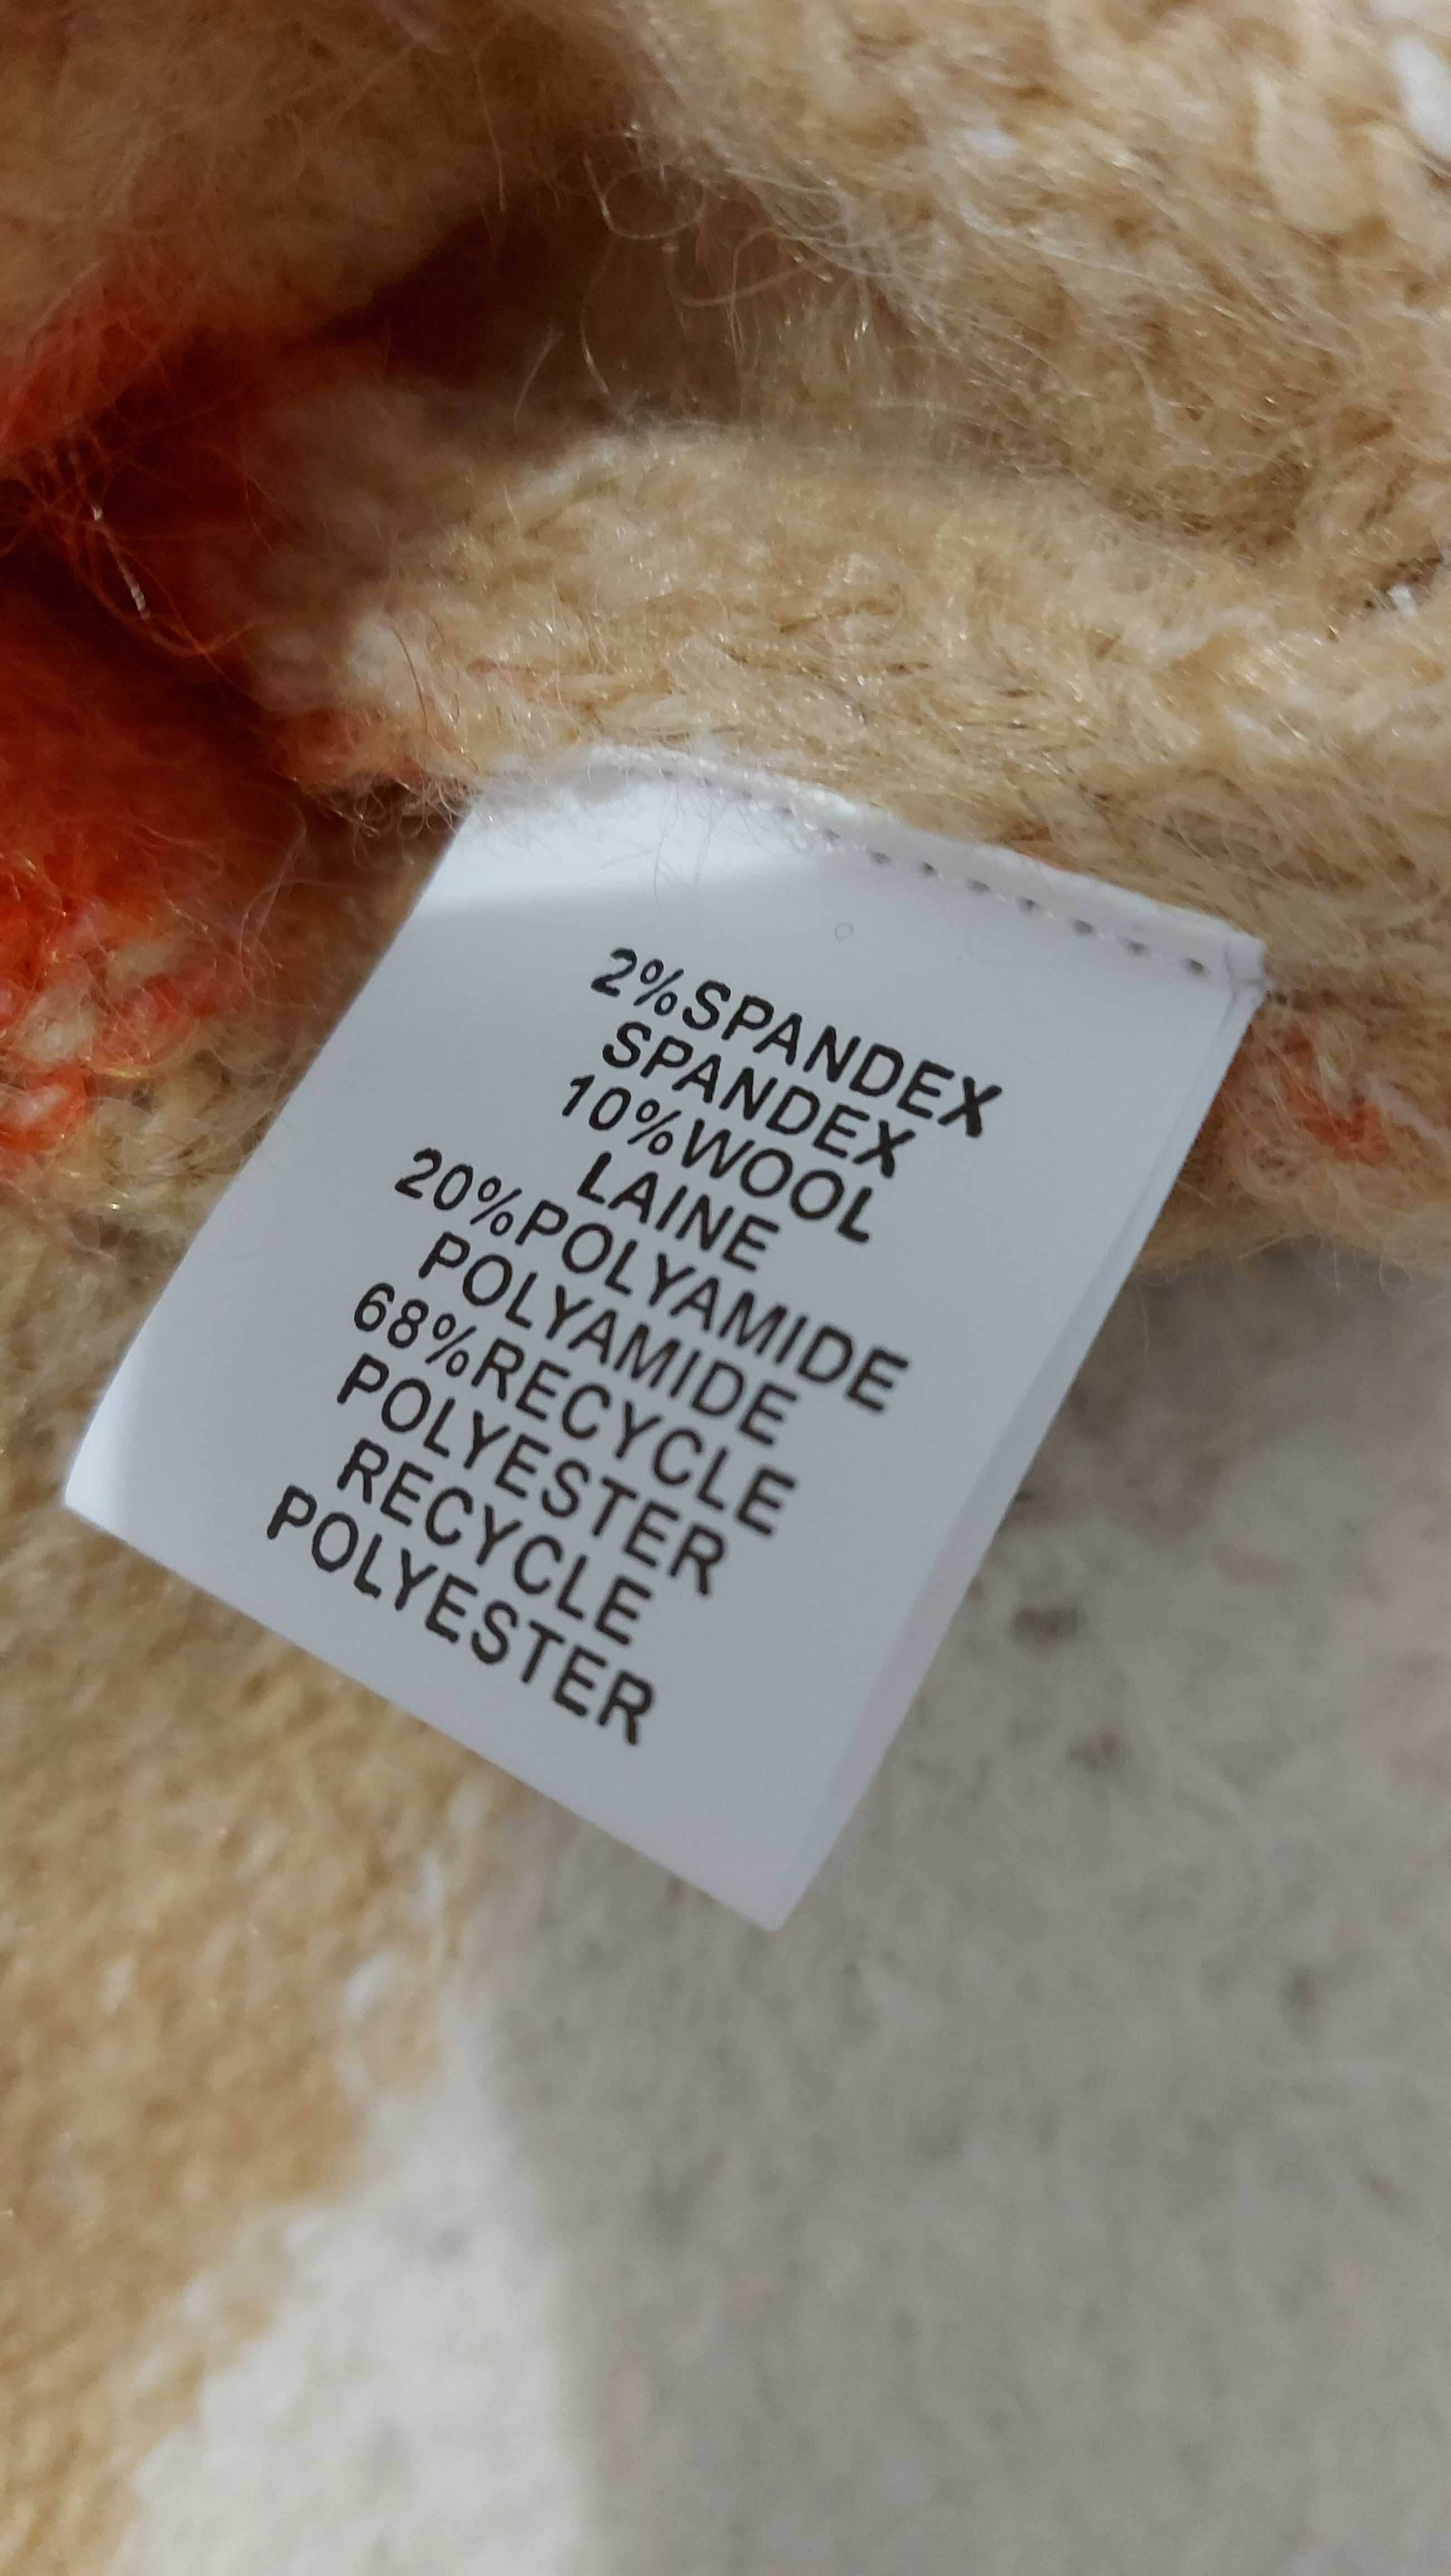 2%SPANDEX
SPANDEX
10%WOOL
LAINE
20%POLYAMIDE
POLYAMIDE
68%RECYCLE
POLYESTER
RECYCLE
POLYESTER